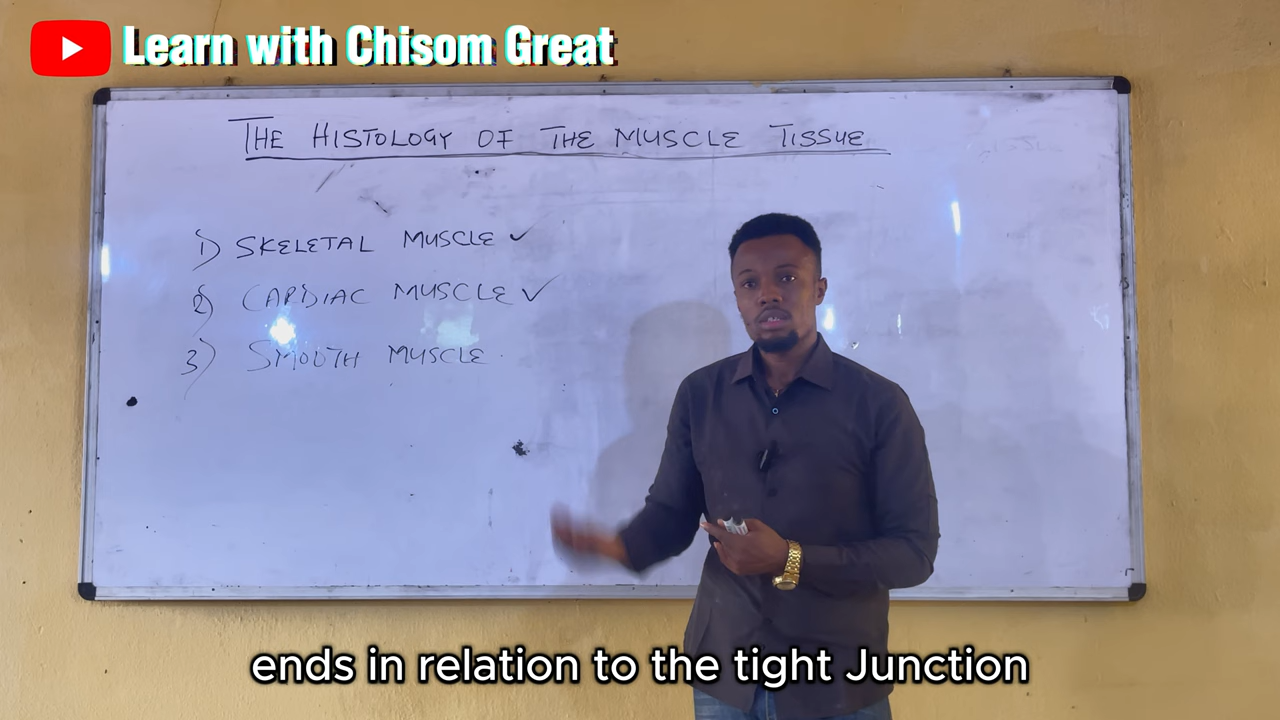 Learn with Chisom Great
THE HISTOLOGY OF THE MUSCLE TISSUE
1) SKELETAL MUSCLE ✓
2) CARDIAC MUSCLE ✓
3) SMOOTH MUSCLE
ends in relation to the tight Junction